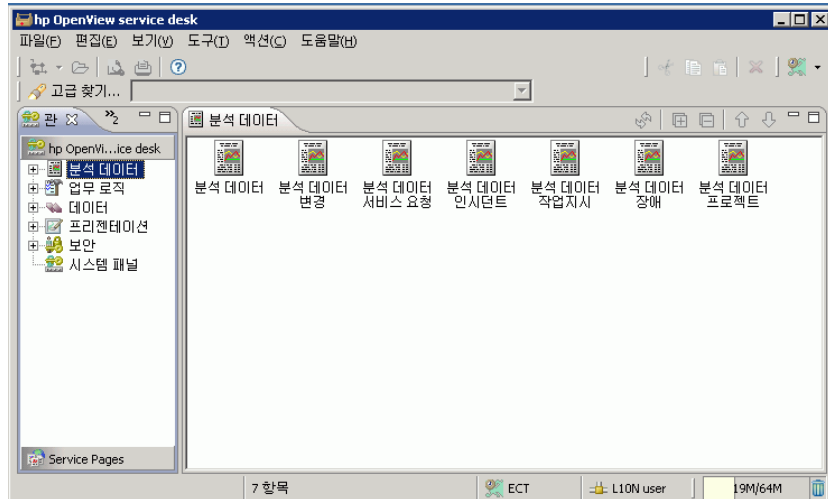 hp OpenView service desk
파일(F) 편집(E) 보기(V) 도구(T) 액션(C) 도움말(H)
고급 찾기...
관
»2
분석 데이터
hp OpenVi...ice desk
분석 데이터
업무 로직
데이터
프리젠테이션
보안
시스템 패널
분석 데이터
분석 데이터
변경
분석 데이터
서비스 요청
분석 데이터
인시던트
분석 데이터
작업지시
분석 데이터
장애
분석 데이터
프로젝트
Service Pages
7 항목
ECT
L10N user
19M/64M